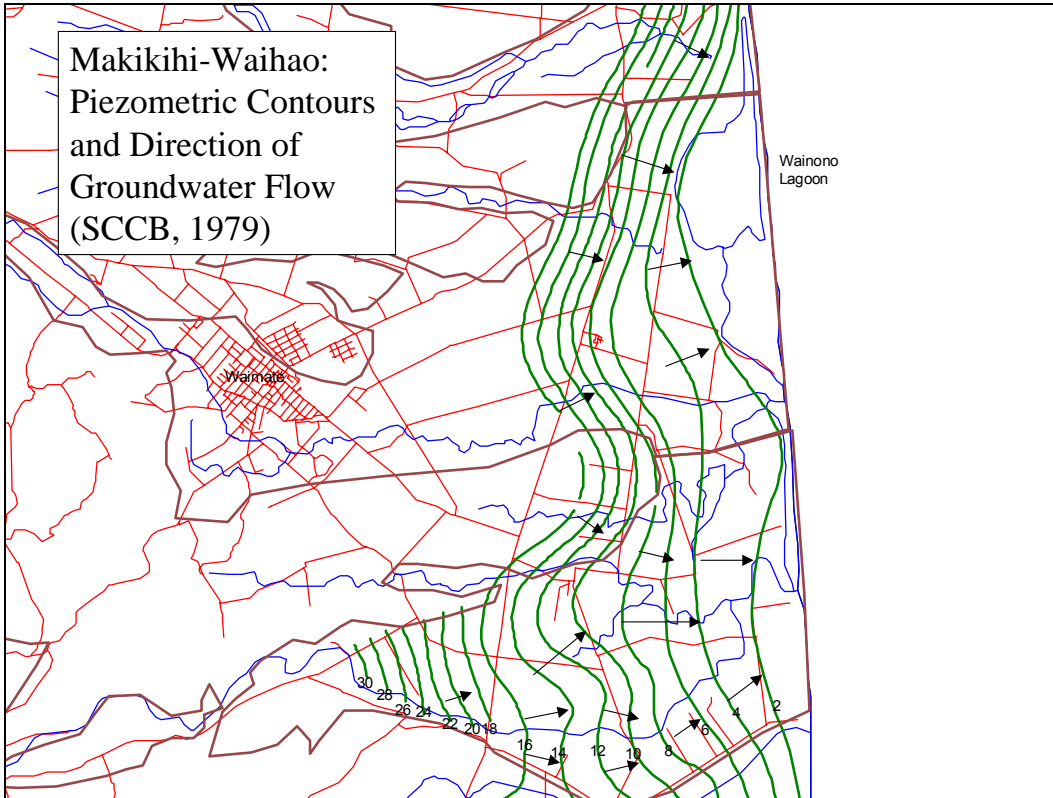 Makikihi-Waihao:
Piezometric Contours
and Direction of
Groundwater Flow
(SCCB, 1979)
Wainono
Lagoon
Waimate
30
28
26
24
22
20
18
16
14
12
10
8
6
4
2